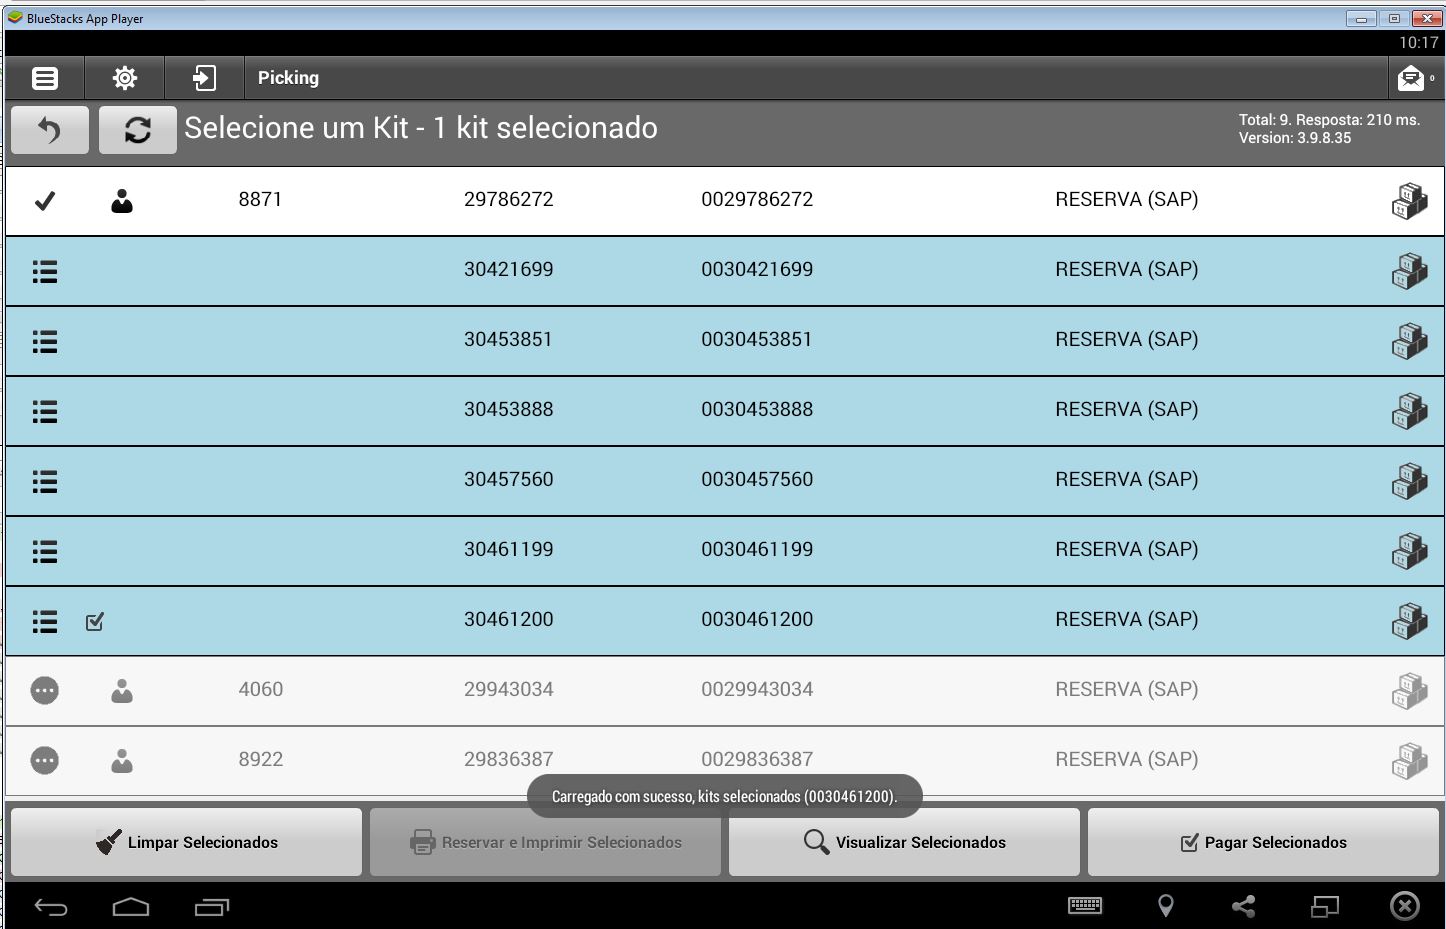 BlueStacks App Player
10:17
Picking
0
Selecione um Kit - 1 kit selecionado
Total: 9. Resposta: 210 ms.
Version: 3.9.8.35
8871 29786272 0029786272 RESERVA (SAP)
30421699 0030421699 RESERVA (SAP)
30453851 0030453851 RESERVA (SAP)
30453888 0030453888 RESERVA (SAP)
30457560 0030457560 RESERVA (SAP)
30461199 0030461199 RESERVA (SAP)
30461200 0030461200 RESERVA (SAP)
4060 29943034 0029943034 RESERVA (SAP)
8922 29836387 0029836387 RESERVA (SAP)
Carregado com sucesso, kits selecionados (0030461200).
Limpar Selecionados
Reservar e Imprimir Selecionados
Visualizar Selecionados
Pagar Selecionados